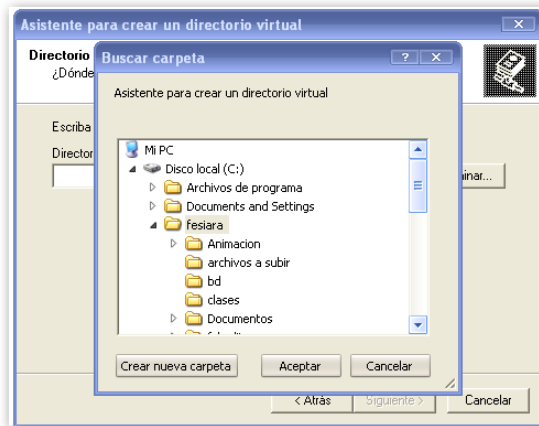 Asistente para crear un directorio virtual
Directorio
¿Dónde
Escriba
Director
inar...
Buscar carpeta
Asistente para crear un directorio virtual
Mi PC
Disco local (C:)
Archivos de programa
Documents and Settings
fesiara
Animacion
archivos a subir
bd
clases
Documentos
Crear nueva carpeta
Aceptar
Cancelar
< Atrás
Siguiente >
Cancelar